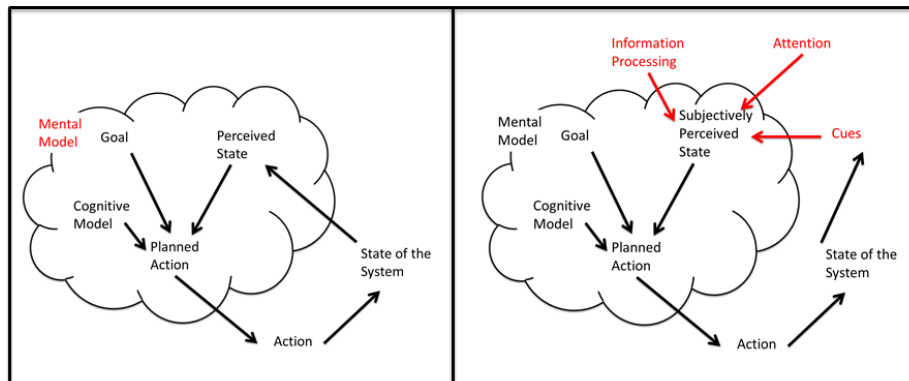 Mental
Model
Goal
Perceived
State
Cognitive
Model
Planned
Action
State of the
System
Action
Information
Processing
Attention
Mental
Model
Goal
Subjectively
Perceived
State
Cues
Cognitive
Model
Planned
Action
State of the
System
Action